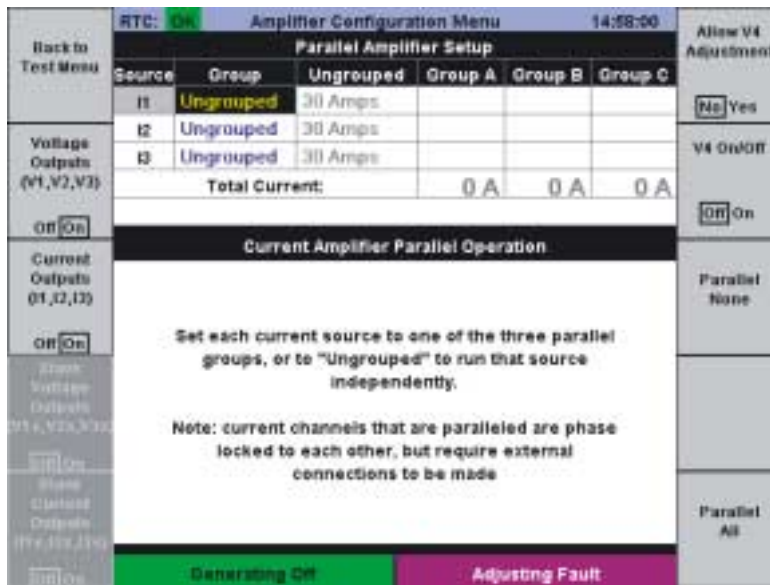 RTC: OK Amplifier Configuration Menu 14:58:00
Back to
Test Menu
Parallel Amplifier Setup
Source Group Ungrouped Group A Group B Group C
I1 Ungrouped 30 Amps
I2 Ungrouped 30 Amps
I3 Ungrouped 30 Amps
Total Current: 0 A 0 A 0 A
Voltage
Outputs
(V1,V2,V3)
Off On
Current
Outputs
(I1,I2,I3)
Off On
Voltage
Outputs
Current
Outputs
Current Amplifier Parallel Operation
Set each current source to one of the three parallel
groups, or to "Ungrouped" to run that source
independently.
Note: current channels that are paralleled are phase
locked to each other, but require external
connections to be made
Generating Off Adjusting Fault
Allow V4
Adjustment
No Yes
V4 On/Off
Off On
Parallel
None
Parallel
All